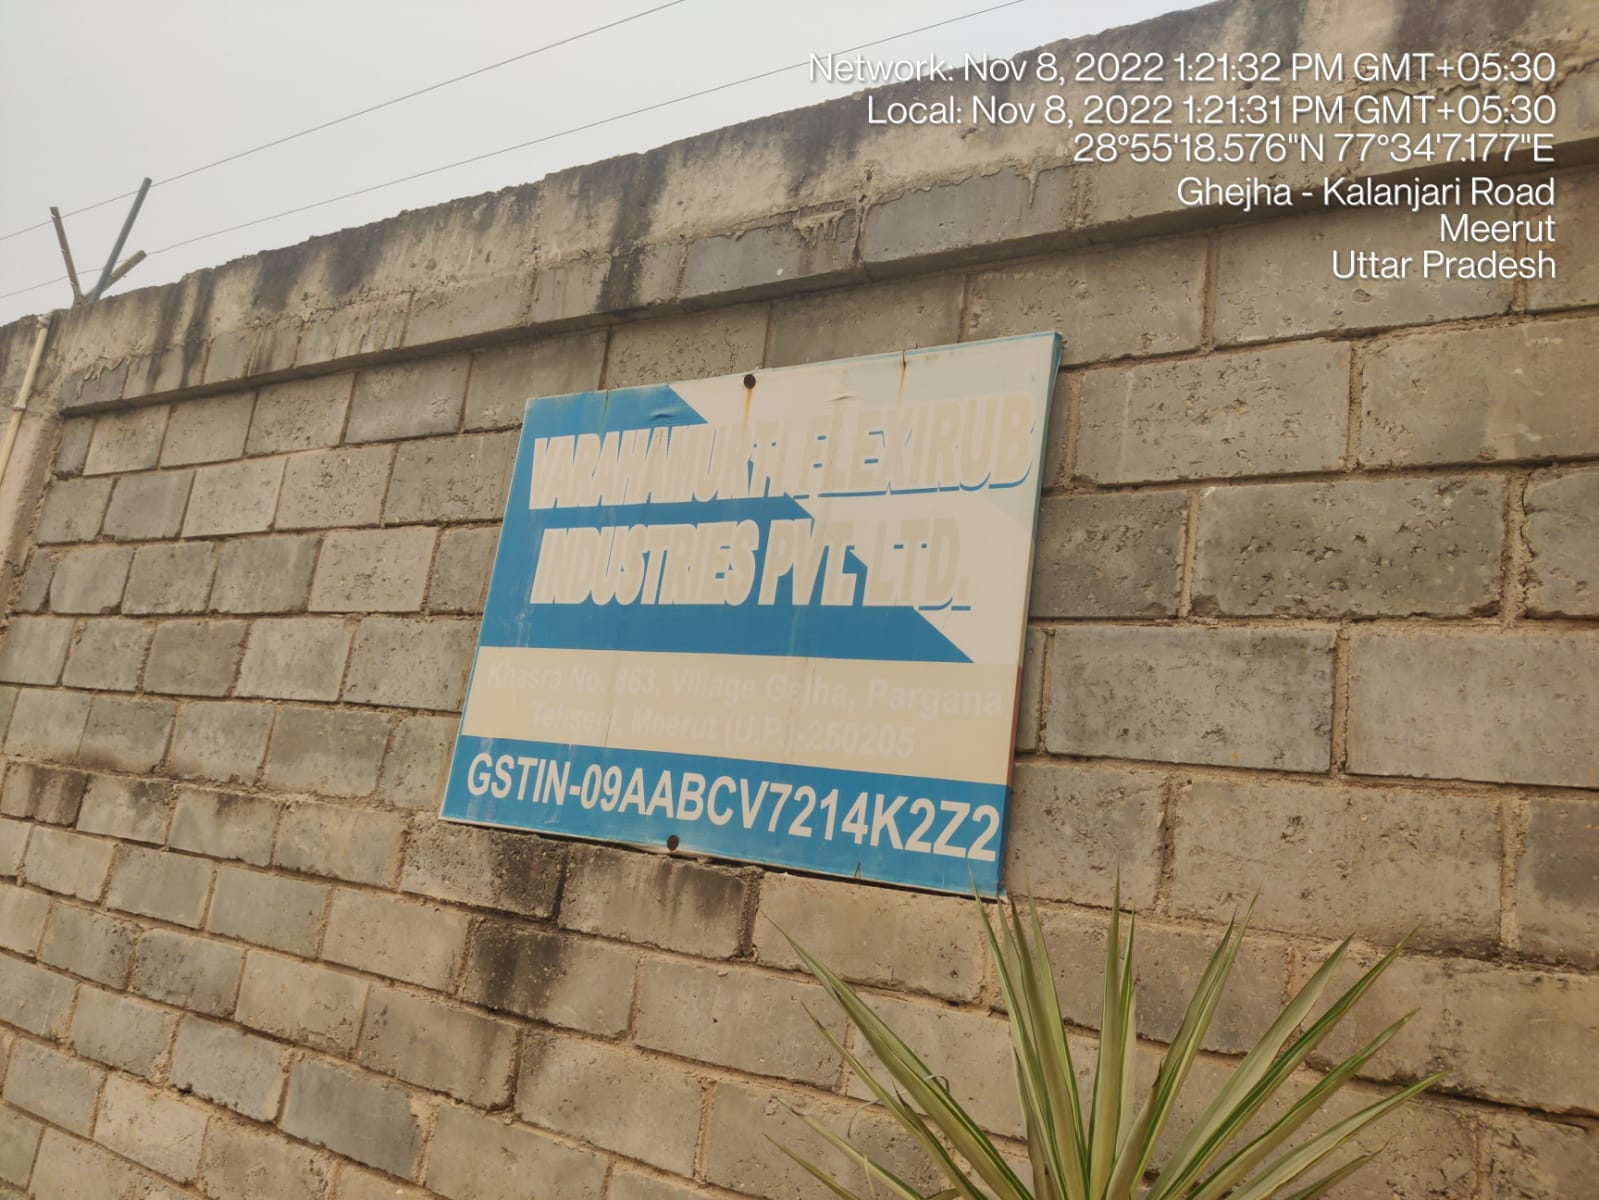 Network: Nov 8, 2022 1:21:32 PM GMT+05:30
Local: Nov 8, 2022 1:21:31 PM GMT+05:30
28°55'18.576"N 77°34'7.177"E
Ghejha - Kalanjari Road
Meerut
Uttar Pradesh
VARAHAMUKTI FLEXIRUB
INDUSTRIES PVT. LTD.
Khasra No. 863, Village Gejha, Pargana
Tehseel, Meerut (U.P.)-250205
GSTIN-09AABCV7214K2Z2